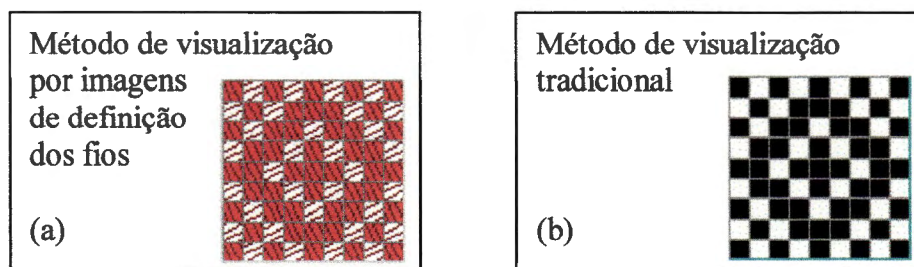 Método de visualização
por imagens
de definição
dos fios
(a)
Método de visualização
tradicional
(b)